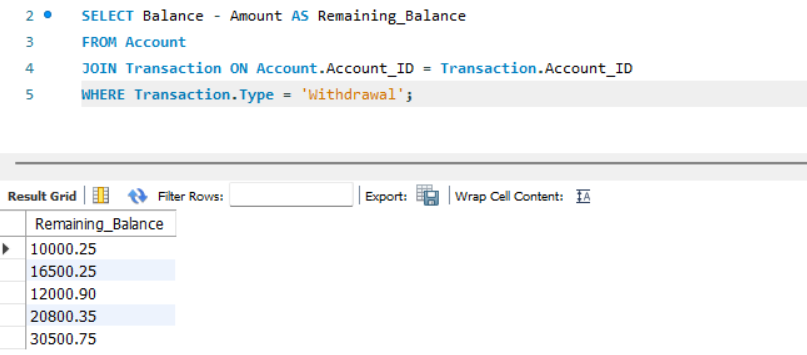 2 SELECT Balance - Amount AS Remaining_Balance
3 FROM Account
4 JOIN Transaction ON Account.Account_ID = Transaction.Account_ID
5 WHERE Transaction.Type = 'Withdrawal';
Result Grid Filter Rows: Export: Wrap Cell Content: IA
Remaining_Balance
10000.25
16500.25
12000.90
20800.35
30500.75